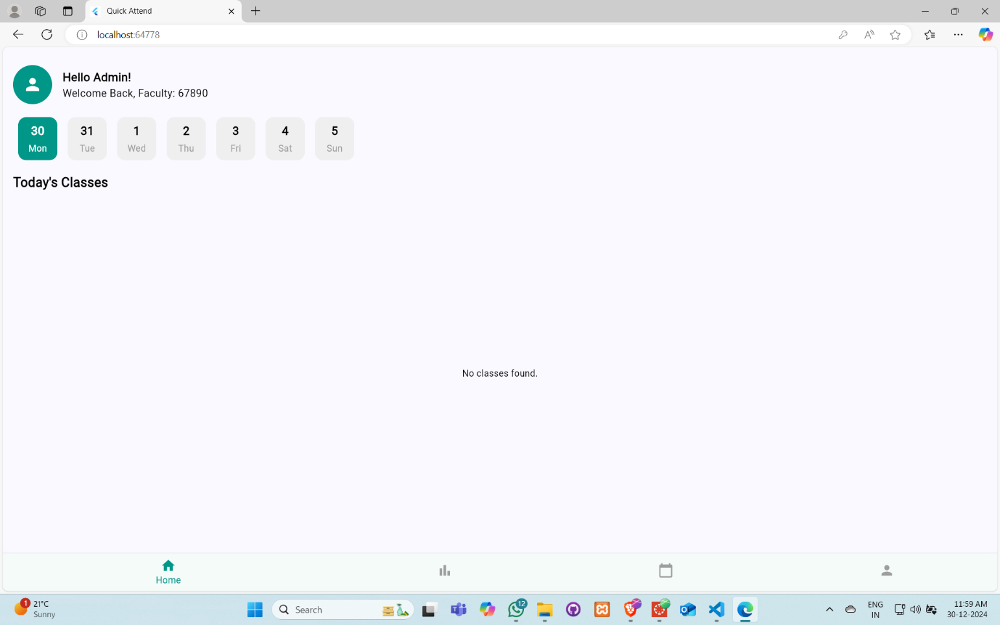 Quick Attend
localhost:64778
Hello Admin!
Welcome Back, Faculty: 67890
30 31 1 2 3 4 5
Mon Tue Wed Thu Fri Sat Sun
Today's Classes
No classes found.
Home
1
21°C
Sunny
Search
12
ENG
IN
11:59 AM
30-12-2024